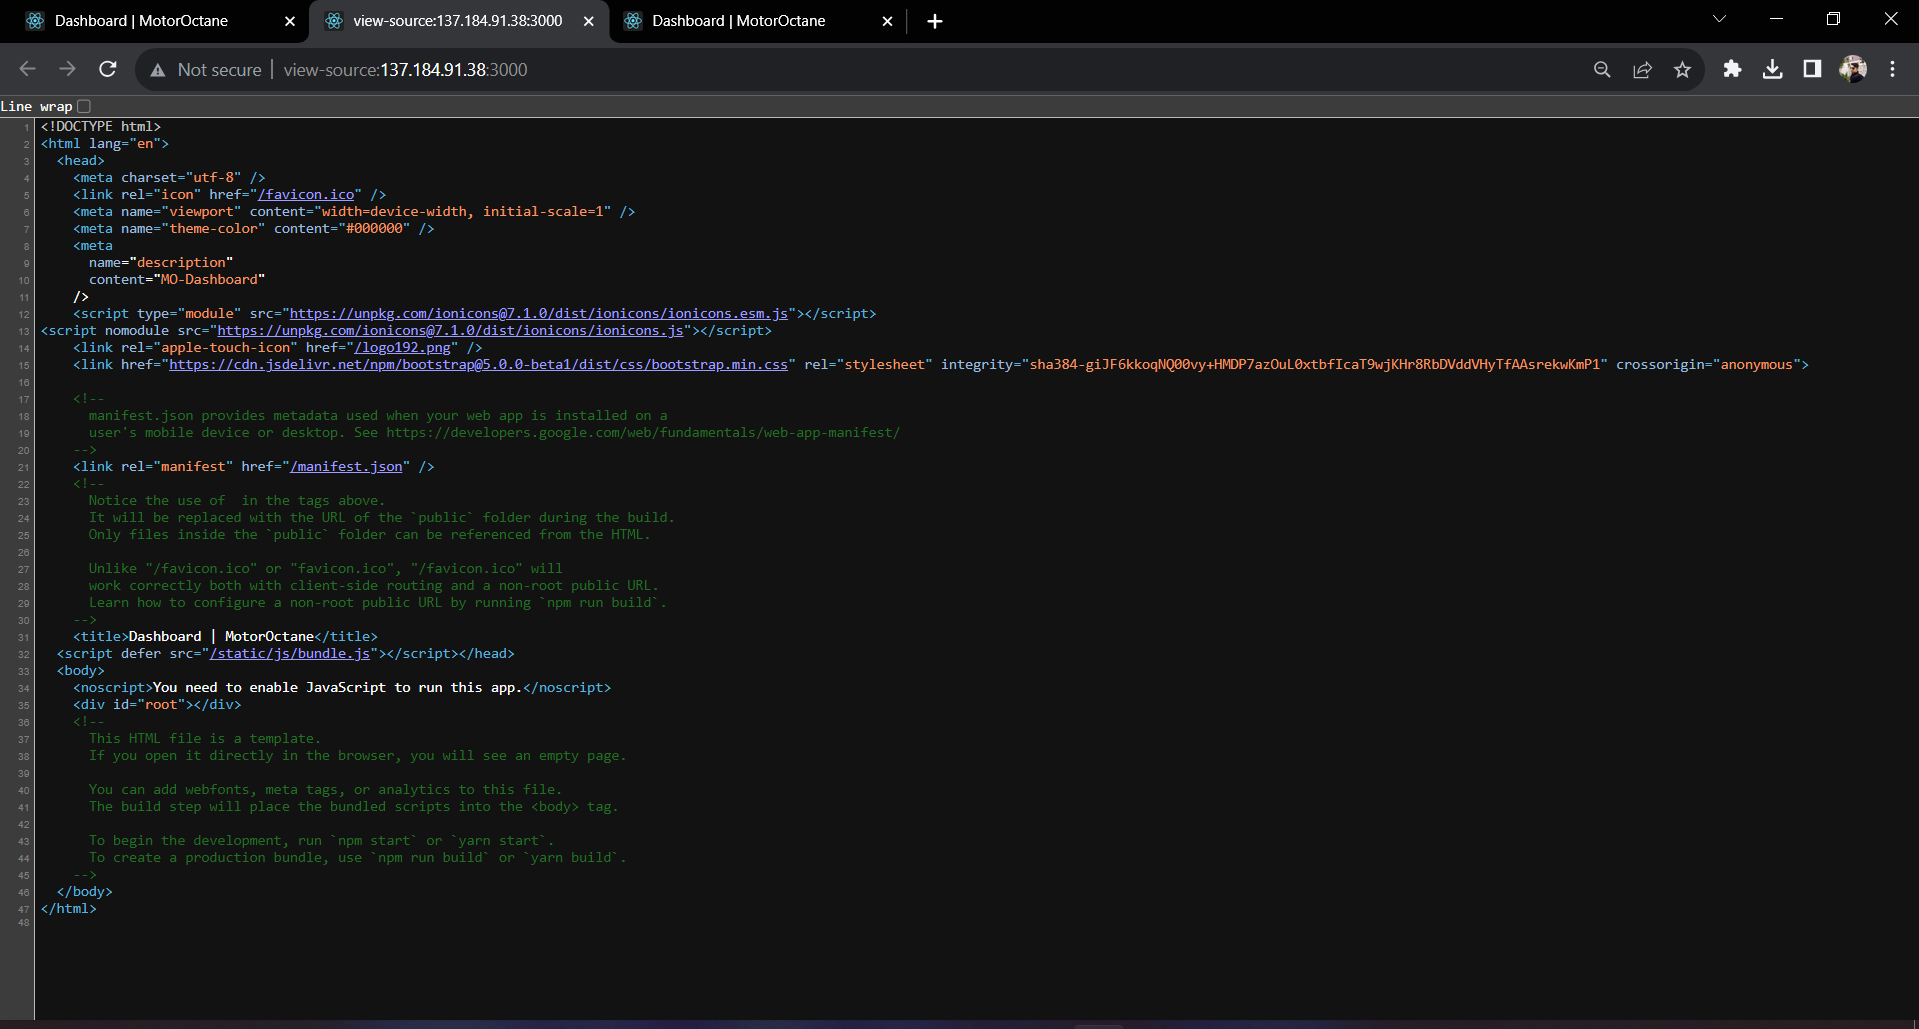 Dashboard | MotorOctane
view-source:137.184.91.38:3000
Dashboard | MotorOctane
Not secure
view-source:137.184.91.38:3000
Line wrap
1 <!DOCTYPE html>
2 <html lang="en">
3 <head>
4 <meta charset="utf-8" />
5 <link rel="icon" href="/favicon.ico" />
6 <meta name="viewport" content="width=device-width, initial-scale=1" />
7 <meta name="theme-color" content="#000000" />
8 <meta
9 name="description"
10 content="MO-Dashboard"
11 />
12 <script type="module" src="https://unpkg.com/ionicons@7.1.0/dist/ionicons/ionicons.esm.js"></script>
13 <script nomodule src="https://unpkg.com/ionicons@7.1.0/dist/ionicons/ionicons.js"></script>
14 <link rel="apple-touch-icon" href="/logo192.png" />
15 <link href="https://cdn.jsdelivr.net/npm/bootstrap@5.0.0-beta1/dist/css/bootstrap.min.css" rel="stylesheet" integrity="sha384-giJF6kkoqNQ00vy+HMDP7azOuL0xtbfIcaT9wjKHr8RbDVddVHyTfAAsrekwKmP1" crossorigin="anonymous">
16
17 <!--
18 manifest.json provides metadata used when your web app is installed on a
19 user's mobile device or desktop. See https://developers.google.com/web/fundamentals/web-app-manifest/
20 -->
21 <link rel="manifest" href="/manifest.json" />
22 <!--
23 Notice the use of  in the tags above.
24 It will be replaced with the URL of the `public` folder during the build.
25 Only files inside the `public` folder can be referenced from the HTML.
26
27 Unlike "/favicon.ico" or "favicon.ico", "/favicon.ico" will
28 work correctly both with client-side routing and a non-root public URL.
29 Learn how to configure a non-root public URL by running `npm run build`.
30 -->
31 <title>Dashboard | MotorOctane</title>
32 <script defer src="/static/js/bundle.js"></script></head>
33 <body>
34 <noscript>You need to enable JavaScript to run this app.</noscript>
35 <div id="root"></div>
36 <!--
37 This HTML file is a template.
38 If you open it directly in the browser, you will see an empty page.
39
40 You can add webfonts, meta tags, or analytics to this file.
41 The build step will place the bundled scripts into the <body> tag.
42
43 To begin the development, run `npm start` or `yarn start`.
44 To create a production bundle, use `npm run build` or `yarn build`.
45 -->
46 </body>
47 </html>
48